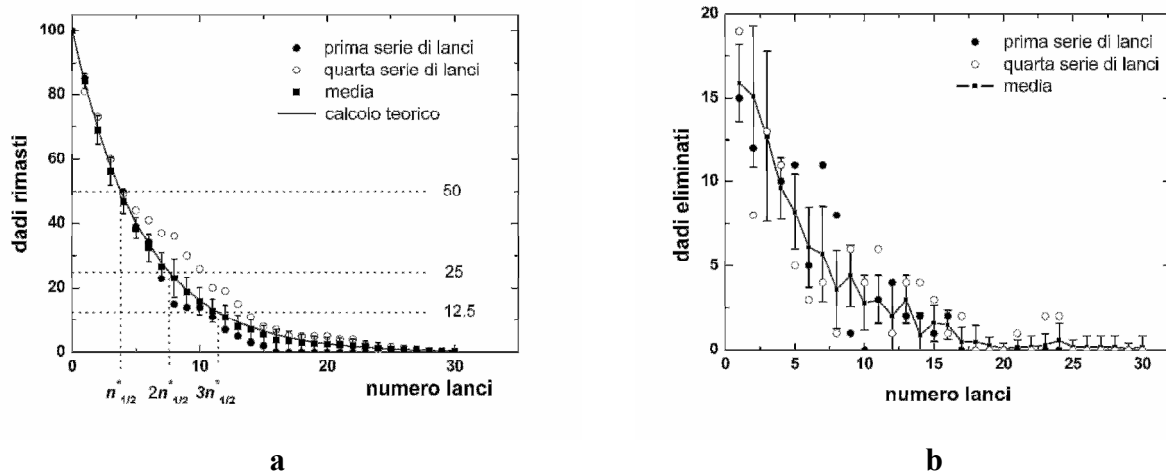 100
80
60
40
20
0
dadi rimasti
prima serie di lanci
quarta serie di lanci
media
calcolo teorico
50
25
12.5
0 10 20 30
n*1/2 2n*1/2 3n*1/2
numero lanci
a
20
15
10
5
0
dadi eliminati
prima serie di lanci
quarta serie di lanci
media
0 5 10 15 20 25 30
numero lanci
b